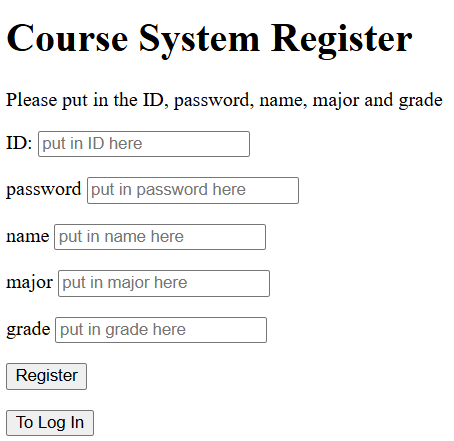 Course System Register
Please put in the ID, password, name, major and grade
ID: put in ID here
password put in password here
name put in name here
major put in major here
grade put in grade here
Register
To Log In